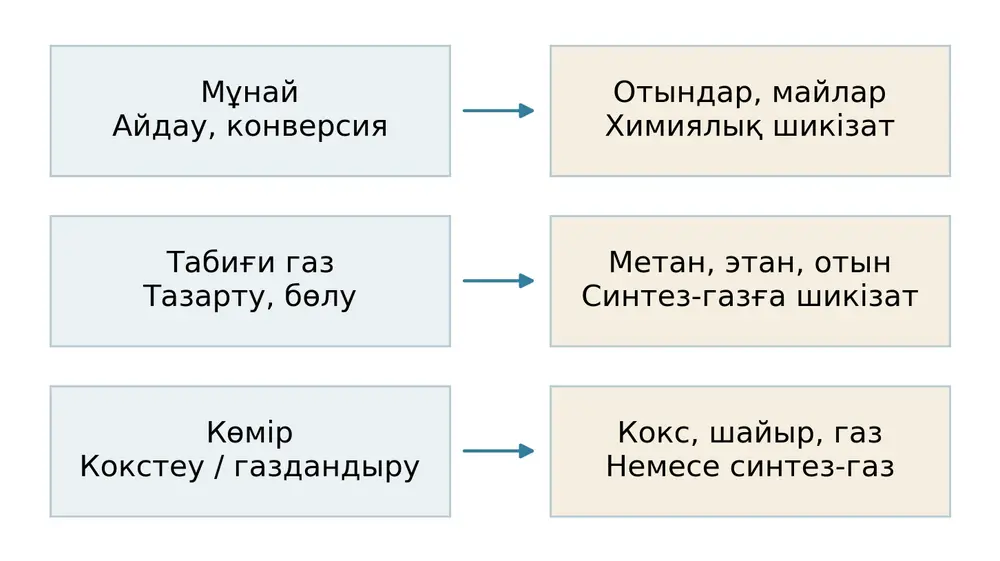 Мұнай
Айдау, конверсия
Отындар, майлар
Химиялық шикізат
Табиғи газ
Тазарту, бөлу
Метан, этан, отын
Синтез-газға шикізат
Көмір
Кокстеу / газдандыру
Кокс, шайыр, газ
Немесе синтез-газ